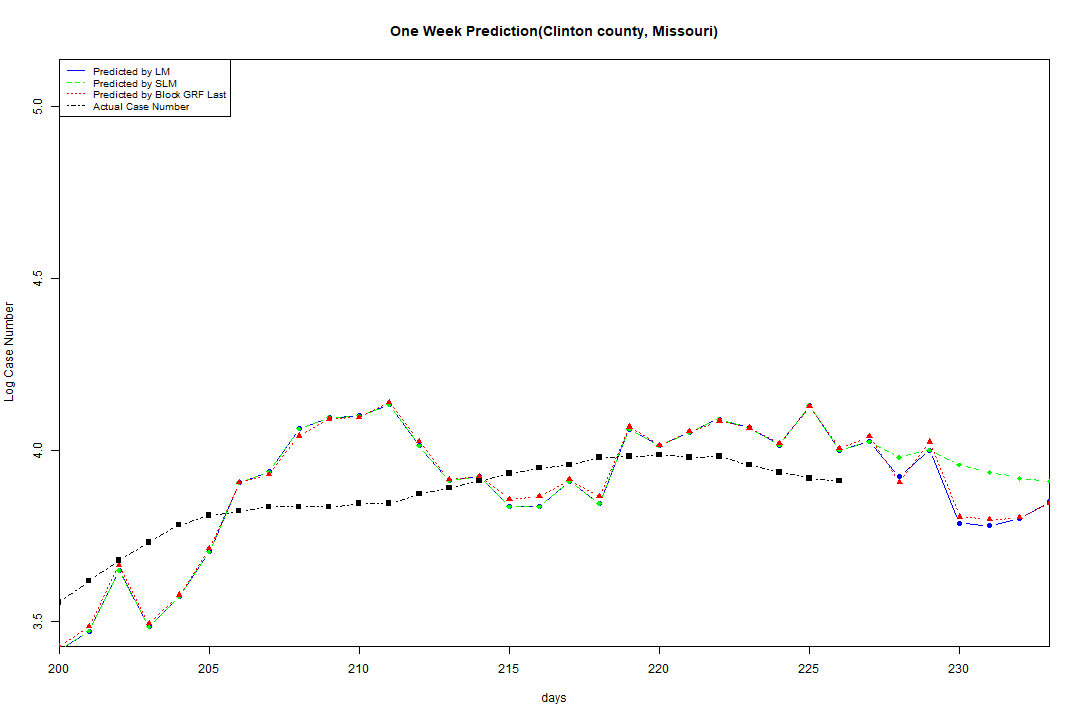 One Week Prediction(Clinton county, Missouri)
Predicted by LM
Predicted by SLM
Predicted by Block GRF Last
Actual Case Number
5.0
4.5
4.0
3.5
Log Case Number
200 205 210 215 220 225 230
days